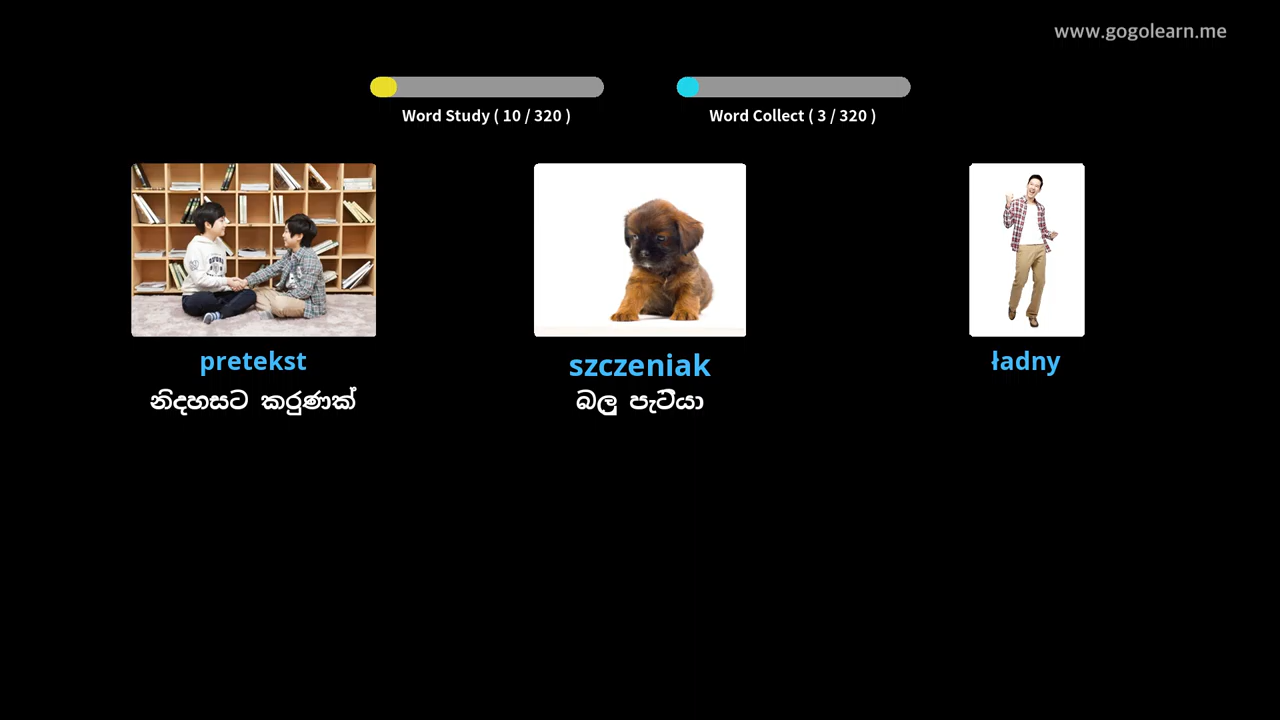 www.gogolearn.me
Word Study ( 10 / 320 )
Word Collect ( 3 / 320 )
pretekst
නිදහසට කරුණක්
szczeniak
බලු පැටියා
ładny